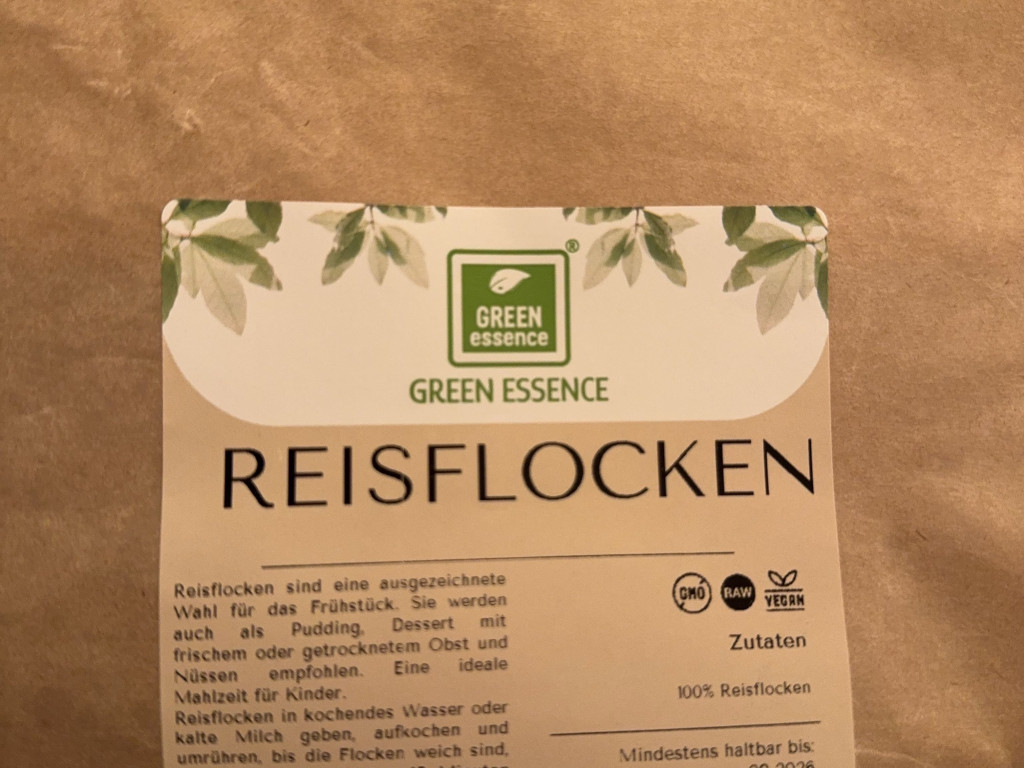 GREEN
essence
®
GREEN ESSENCE
REISFLOCKEN
Reisflocken sind eine ausgezeichnete
Wahl für das Frühstück. Sie werden
auch als Pudding, Dessert mit
frischem oder getrocknetem Obst und
Nüssen empfohlen. Eine ideale
Mahlzeit für Kinder.
Reisflocken in kochendes Wasser oder
kalte Milch geben, aufkochen und
umrühren, bis die Flocken weich sind,
GMO
RAW
VEGAN
Zutaten
100% Reisflocken
Mindestens haltbar bis: